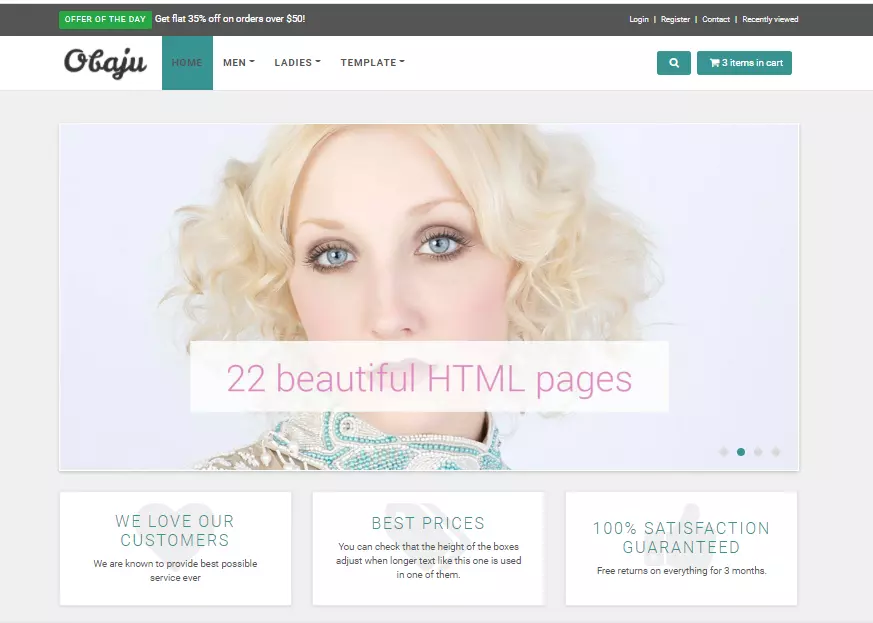 OFFER OF THE DAY Get flat 35% off on orders over $50!
Login | Register | Contact | Recently viewed
Obaju HOME MEN LADIES TEMPLATE 3 items in cart
22 beautiful HTML pages
WE LOVE OUR
CUSTOMERS
We are known to provide best possible
service ever
BEST PRICES
You can check that the height of the boxes
adjust when longer text like this one is used
in one of them.
100% SATISFACTION
GUARANTEED
Free returns on everything for 3 months.